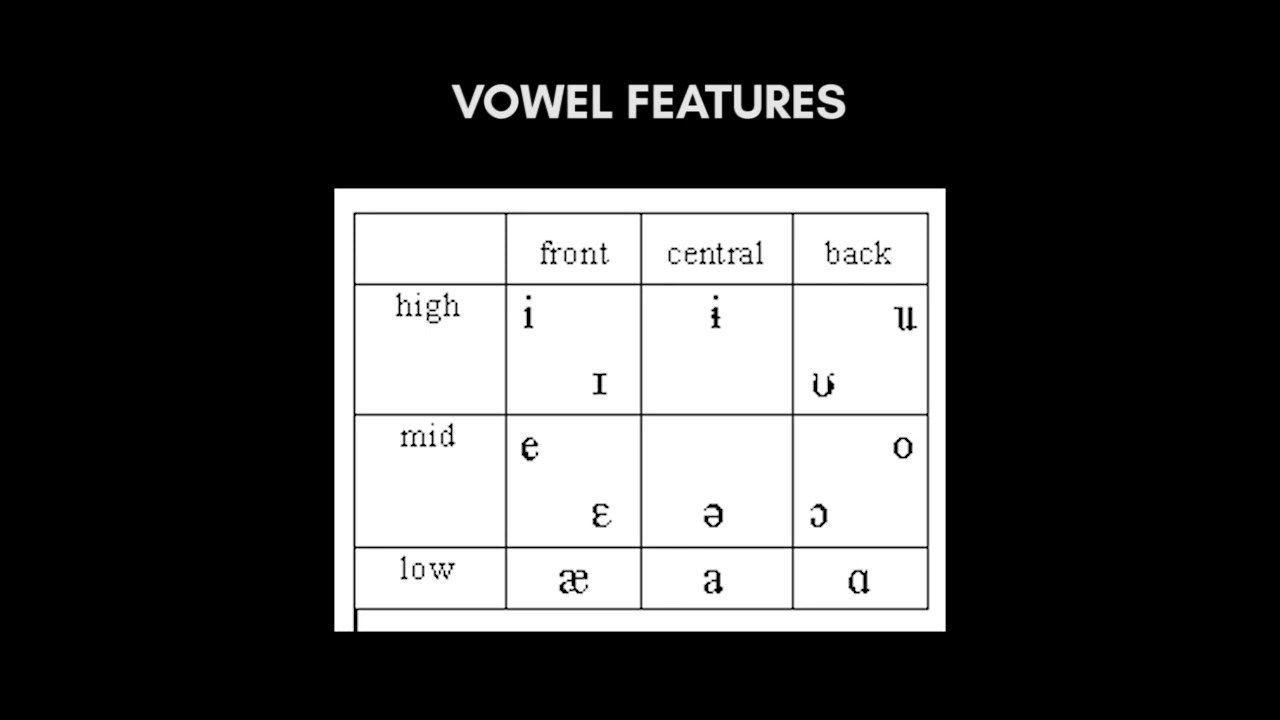 VOWEL FEATURES
front central back
high i ɨ u
ɪ ʊ
mid e o
ɛ ə ɔ
low æ a ɑ